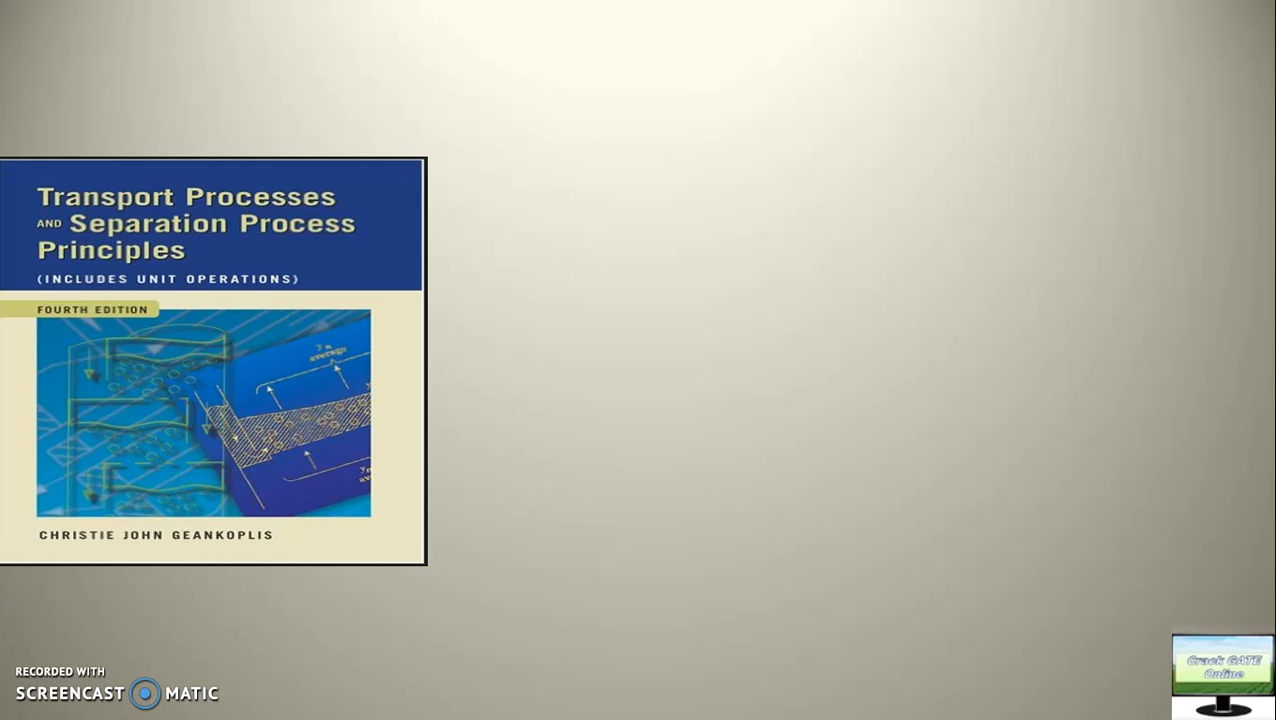 Transport Processes
AND Separation Process
Principles
(INCLUDES UNIT OPERATIONS)
FOURTH EDITION
y n
average
CHRISTIE JOHN GEANKOPLIS
RECORDED WITH
SCREENCAST MATIC
Crack GATE
Online